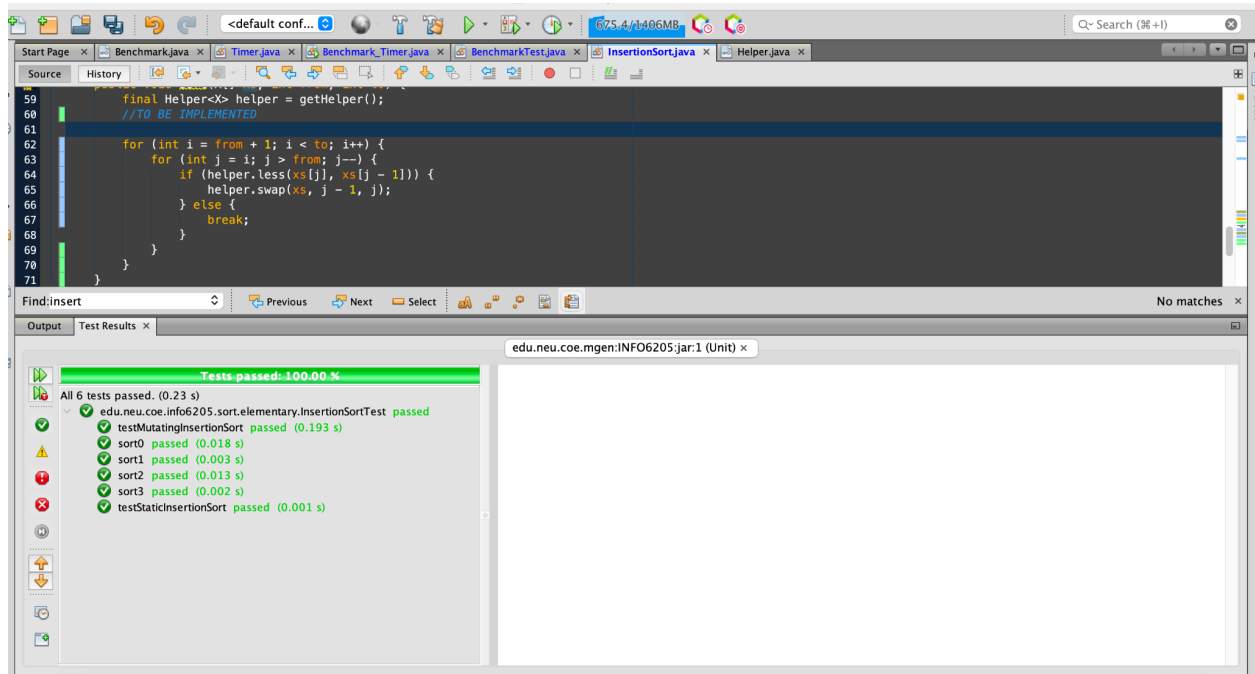 <default conf... 675.4/1406MB Search (⌘+I)
Start Page Benchmark.java Timer.java Benchmark_Timer.java BenchmarkTest.java InsertionSort.java Helper.java
Source History
59 final Helper<X> helper = getHelper();
60 //TO BE IMPLEMENTED
61
62 for (int i = from + 1; i < to; i++) {
63 for (int j = i; j > from; j--) {
64 if (helper.less(xs[j], xs[j - 1])) {
65 helper.swap(xs, j - 1, j);
66 } else {
67 break;
68 }
69 }
70 }
71 }
Find: insert Previous Next Select aA No matches
Output Test Results
edu.neu.coe.mgen:INFO6205:jar:1 (Unit)
Tests passed: 100.00 %
All 6 tests passed. (0.23 s)
edu.neu.coe.info6205.sort.elementary.InsertionSortTest passed
testMutatingInsertionSort passed (0.193 s)
sort0 passed (0.018 s)
sort1 passed (0.003 s)
sort2 passed (0.013 s)
sort3 passed (0.002 s)
testStaticInsertionSort passed (0.001 s)